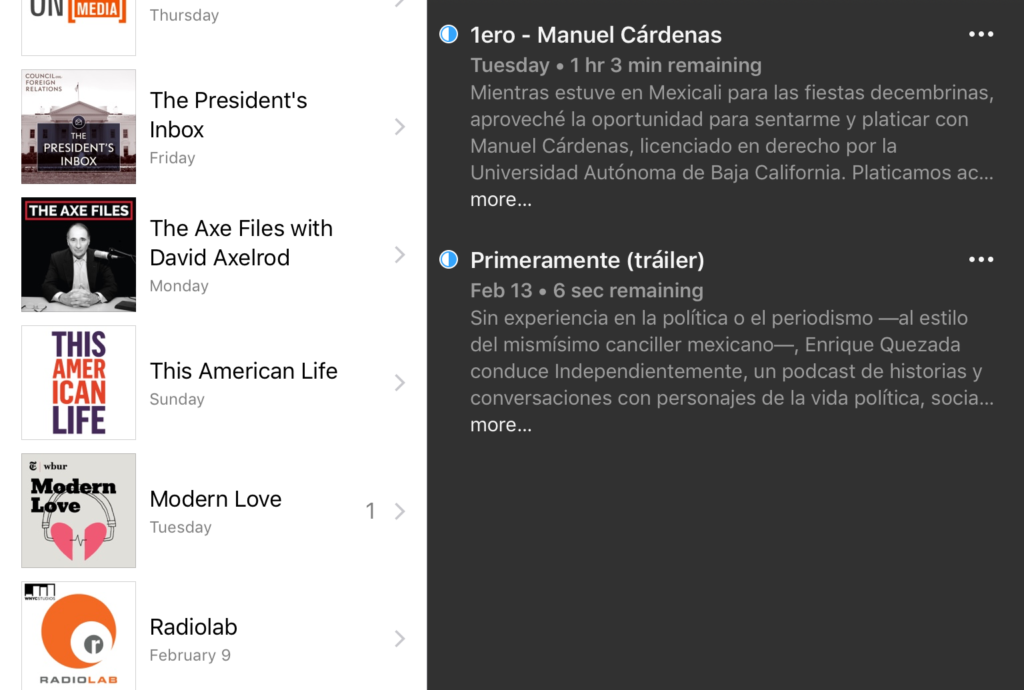 ON
MEDIA
Thursday
COUNCIL on
FOREIGN
RELATIONS
THE
PRESIDENT'S
INBOX
The President's
Inbox
Friday
THE AXE FILES
The Axe Files with
David Axelrod
Monday
THIS
AMER
ICAN
LIFE
This American Life
Sunday
wbur
Modern
Love
Modern Love
Tuesday
1
WNYC STUDIOS
r
RADIOLAB
Radiolab
February 9
1ero - Manuel Cárdenas
Tuesday • 1 hr 3 min remaining
Mientras estuve en Mexicali para las fiestas decembrinas,
aproveché la oportunidad para sentarme y platicar con
Manuel Cárdenas, licenciado en derecho por la
Universidad Autónoma de Baja California. Platicamos ac...
more...
Primeramente (tráiler)
Feb 13 • 6 sec remaining
Sin experiencia en la política o el periodismo —al estilo
del mismísimo canciller mexicano—, Enrique Quezada
conduce Independientemente, un podcast de historias y
conversaciones con personajes de la vida política, socia...
more...